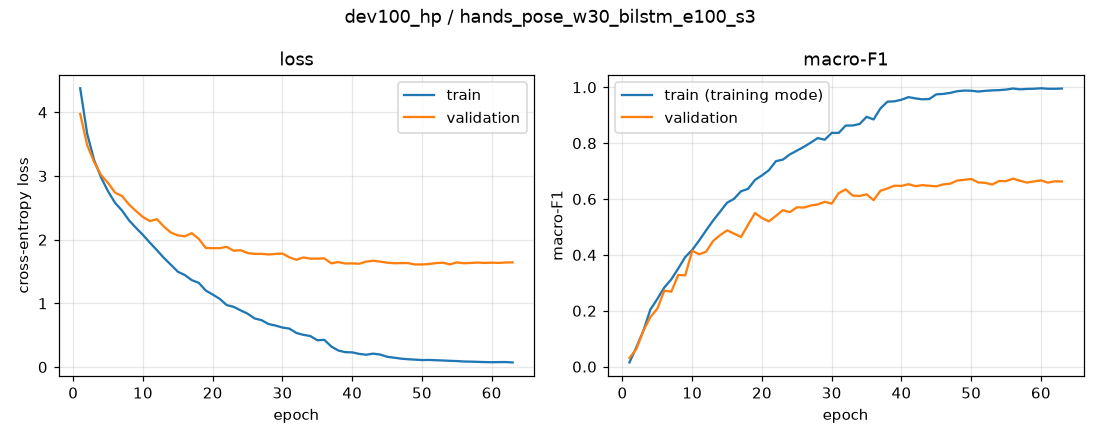 dev100_hp / hands_pose_w30_bilstm_e100_s3
loss
train
validation
cross-entropy loss
4
3
2
1
0
0 10 20 30 40 50 60
epoch
macro-F1
train (training mode)
validation
macro-F1
1.0
0.8
0.6
0.4
0.2
0.0
0 10 20 30 40 50 60
epoch